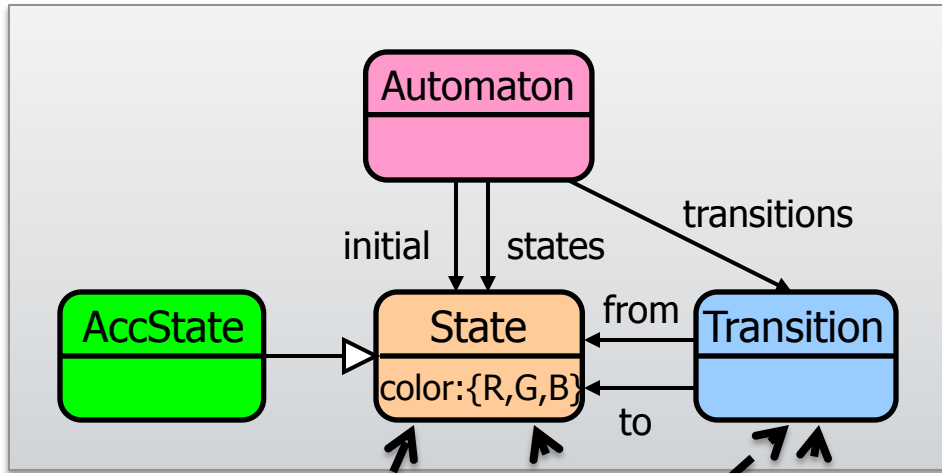 Automaton
transitions
initial
states
AccState
State
from
Transition
color:{R,G,B}
to